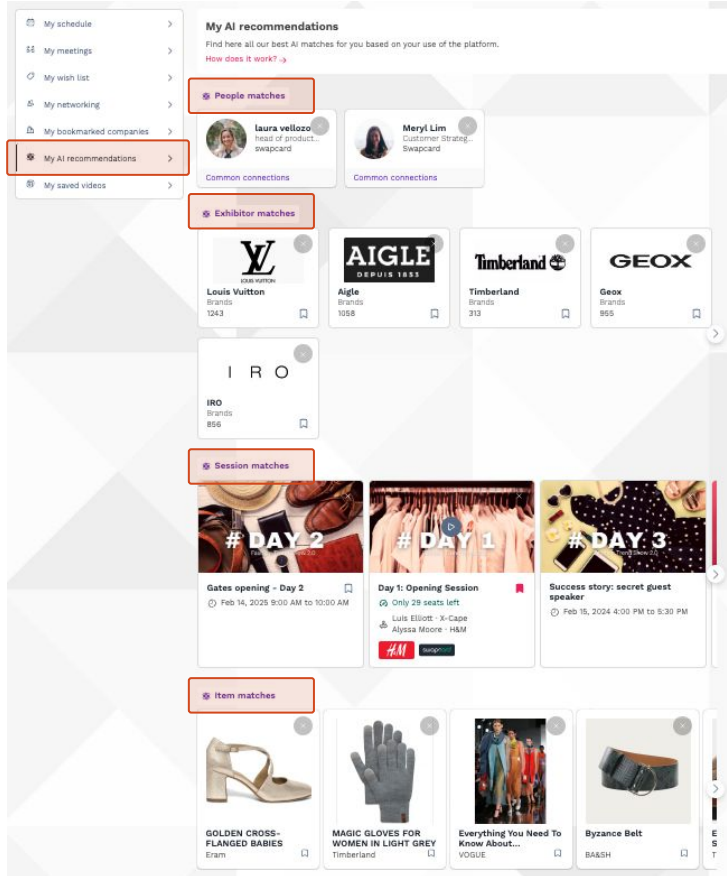 My schedule
My meetings
My wish list
My networking
My bookmarked companies
My AI recommendations
My saved videos
My AI recommendations
Find here all our best AI matches for you based on your use of the platform.
How does it work?
People matches
laura vellozo
head of product...
swapcard
Common connections
Meryl Lim
Customer Strateg...
Swapcard
Common connections
Exhibitor matches
LOUIS VUITTON
Louis Vuitton
Brands
1243
AIGLE
DEPUIS 1853
Aigle
Brands
1058
Timberland
Timberland
Brands
313
GEOX
Geox
Brands
955
IRO
IRO
Brands
856
Session matches
# DAY 2
Gates opening - Day 2
Feb 14, 2025 9:00 AM to 10:00 AM
# DAY 1
Day 1: Opening Session
Only 29 seats left
Luis Elliott · X-Cape
Alyssa Moore · H&M
H&M
swapcard
# DAY 3
Success story: secret guest
speaker
Feb 15, 2024 4:00 PM to 5:30 PM
Item matches
GOLDEN CROSS-
FLANGED BABIES
Eram
MAGIC GLOVES FOR
WOMEN IN LIGHT GREY
Timberland
Everything You Need To
Know About...
VOGUE
Byzance Belt
BA&SH
E
S
T